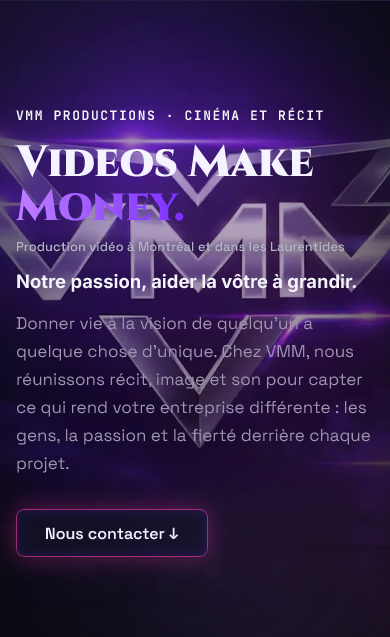 VMM PRODUCTIONS · CINÉMA ET RÉCIT
VIDEOS MAKE
MONEY.
Production vidéo à Montréal et dans les Laurentides
Notre passion, aider la vôtre à grandir.
Donner vie à la vision de quelqu'un a
quelque chose d'unique. Chez VMM, nous
réunissons récit, image et son pour capter
ce qui rend votre entreprise différente : les
gens, la passion et la fierté derrière chaque
projet.
Nous contacter ↓
VMM